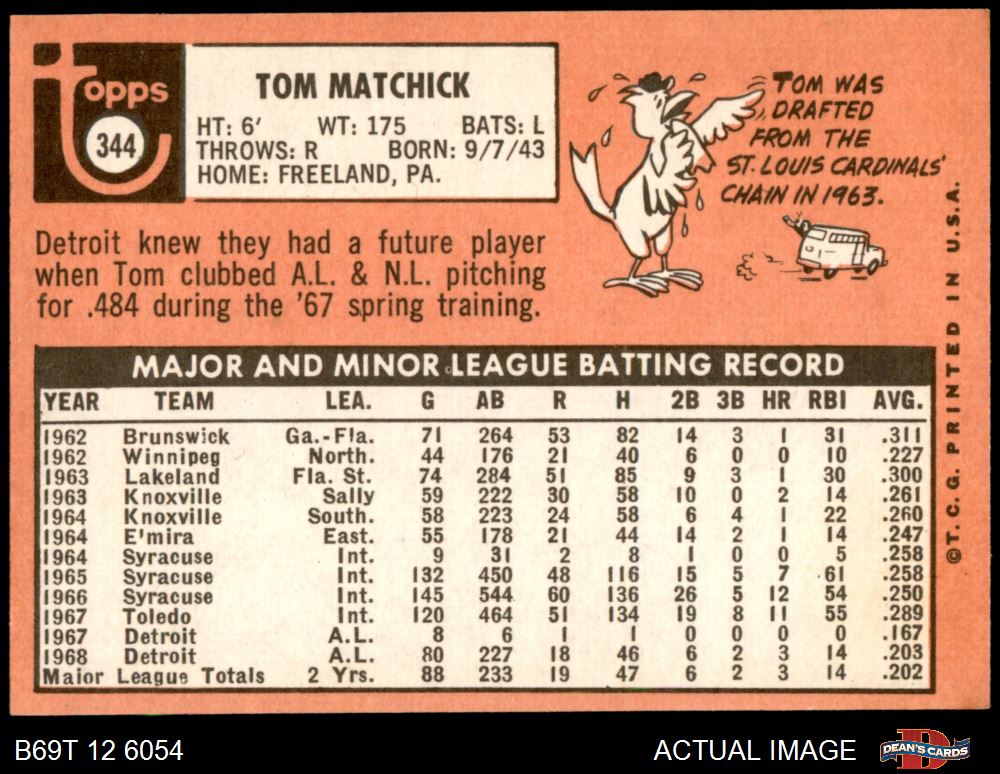 Topps
344
TOM MATCHICK
HT: 6' WT: 175 BATS: L
THROWS: R BORN: 9/7/43
HOME: FREELAND, PA.
TOM WAS
DRAFTED
FROM THE
ST. LOUIS CARDINALS'
CHAIN IN 1963.
Detroit knew they had a future player
when Tom clubbed A.L. & N.L. pitching
for .484 during the '67 spring training.
MAJOR AND MINOR LEAGUE BATTING RECORD
YEAR TEAM LEA. G AB R H 2B 3B HR RBI AVG.
1962 Brunswick Ga.-Fla. 71 264 53 82 14 3 1 31 .311
1962 Winnipeg North. 44 176 21 40 6 0 0 10 .227
1963 Lakeland Fla. St. 74 284 51 85 9 3 1 30 .300
1963 Knoxville Sally 59 222 30 58 10 0 2 14 .261
1964 Knoxville South. 58 223 24 58 6 4 1 22 .260
1964 E'mira East. 55 178 21 44 14 2 1 14 .247
1964 Syracuse Int. 9 31 2 8 1 0 0 5 .258
1965 Syracuse Int. 132 450 48 116 15 5 7 61 .258
1966 Syracuse Int. 145 544 60 136 26 5 12 54 .250
1967 Toledo Int. 120 464 51 134 19 8 11 55 .289
1967 Detroit A.L. 8 6 1 1 0 0 0 0 .167
1968 Detroit A.L. 80 227 18 46 6 2 3 14 .203
Major League Totals 2 Yrs. 88 233 19 47 6 2 3 14 .202
©T.C.G. PRINTED IN U.S.A.
B69T 12 6054
ACTUAL IMAGE
DEAN'S CARDS